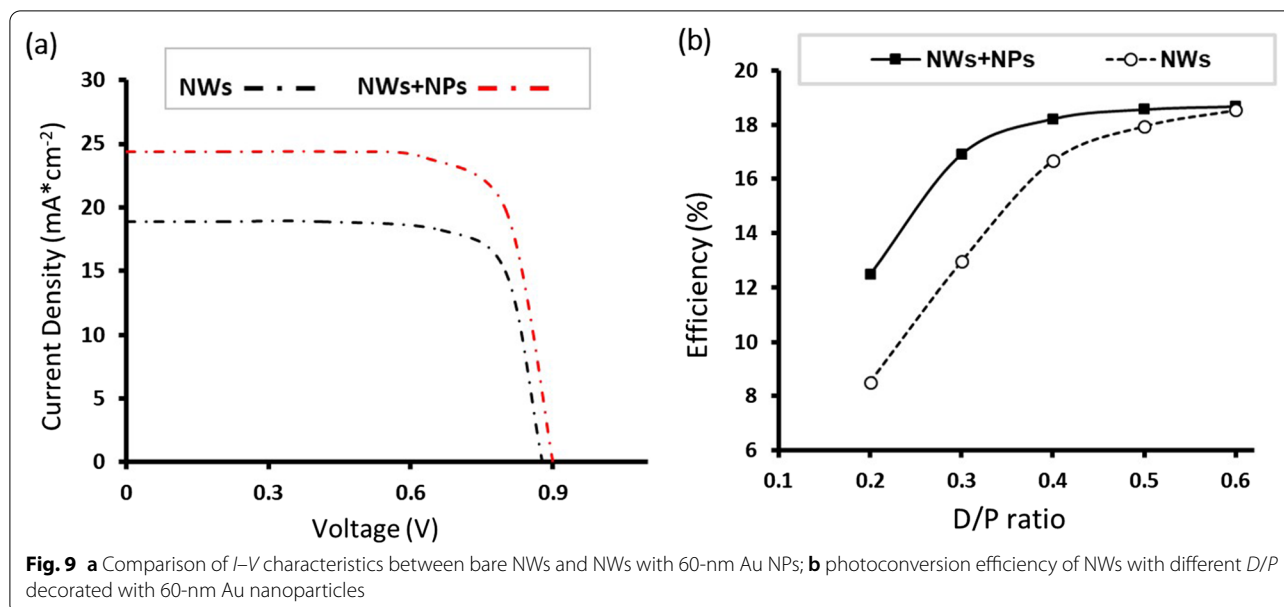 (a)
NWs NWs+NPs
30
25
20
15
10
5
0
Current Density (mA*cm⁻²)
0 0.3 0.6 0.9
Voltage (V)
(b)
NWs+NPs NWs
20
18
16
14
12
10
8
6
Efficiency (%)
0.1 0.2 0.3 0.4 0.5 0.6
D/P ratio
Fig. 9 a Comparison of I–V characteristics between bare NWs and NWs with 60-nm Au NPs; b photoconversion efficiency of NWs with different D/P
decorated with 60-nm Au nanoparticles